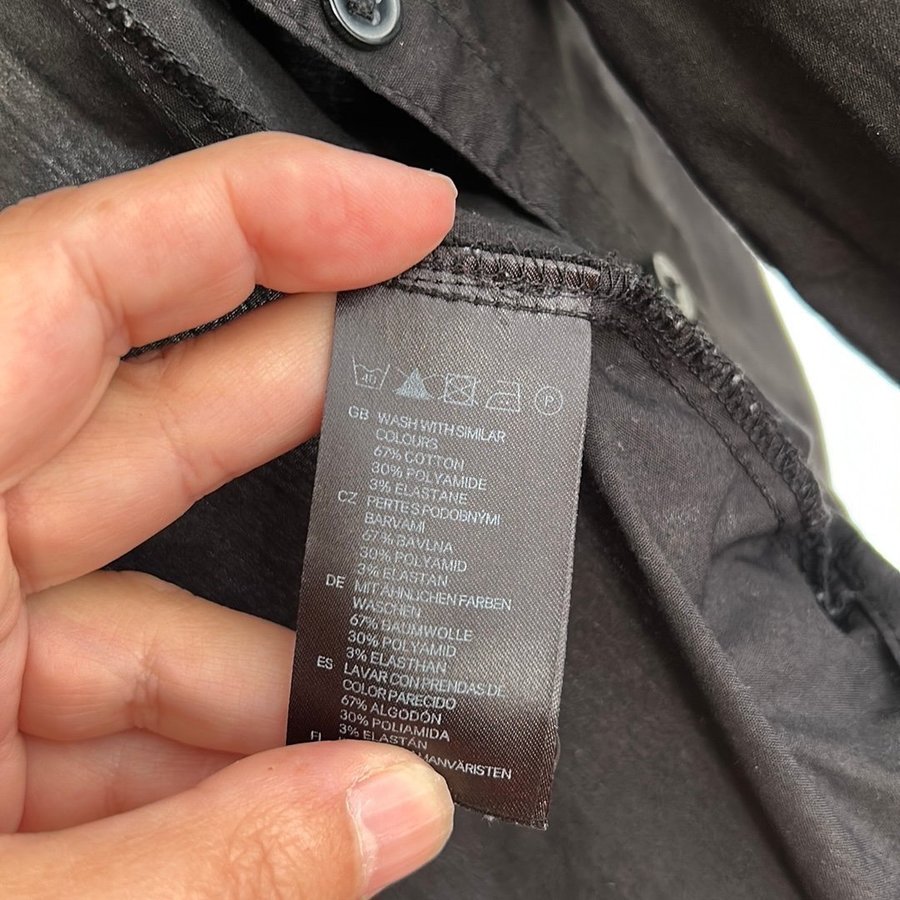 40 P
GB WASH WITH SIMILAR
COLOURS
67% COTTON
30% POLYAMIDE
3% ELASTANE
CZ PERTE S PODOBNÝMI
BARVAMI
67% BAVLNA
30% POLYAMID
3% ELASTAN
DE MIT ÄHNLICHEN FARBEN
WASCHEN
67% BAUMWOLLE
30% POLYAMID
3% ELASTHAN
ES LAVAR CON PRENDAS DE
COLOR PARECIDO
67% ALGODÓN
30% POLIAMIDA
3% ELASTÁN
FI